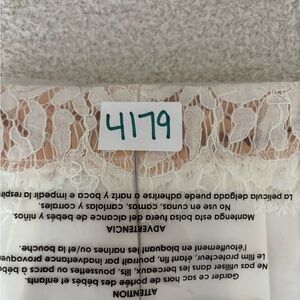 4179
ATTENTION
Garder ce sac hors de portée des bébés et enfants.
Ne pas utiliser dans les berceaux, lits, poussettes ou parcs à bébé
Le film protecteur, étant fin, pourrait par inadvertance
l'étouffement en bloquant les narines ou/et la bouche.
ADVERTENCIA
Mantenga esta bolsa fuera del alcance de bebés y niños.
No use en cunas, camas, carriolas y corrales.
La película delgada puede adherirse a nariz y boca e impedir la respir